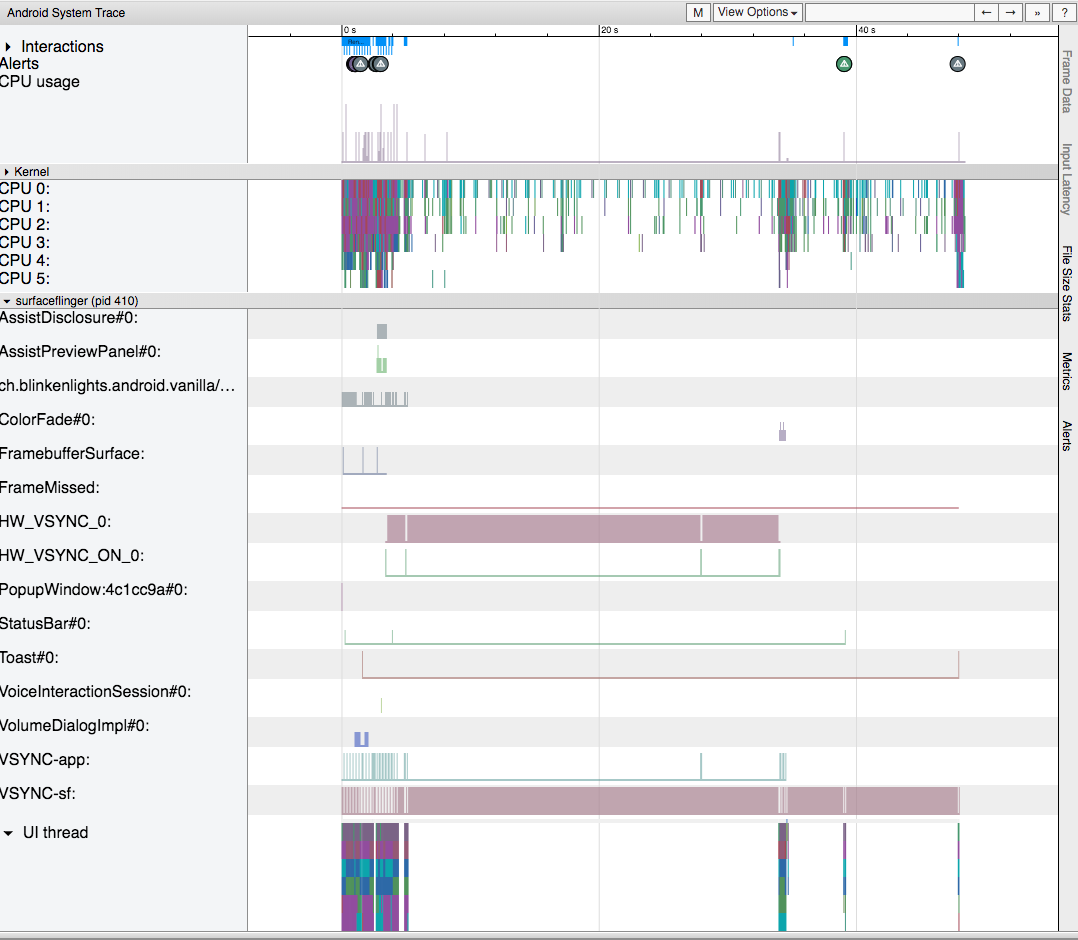 Android System Trace
M
View Options
← → » ?
0 s
20 s
40 s
Interactions
Alerts
CPU usage
Kernel
CPU 0:
CPU 1:
CPU 2:
CPU 3:
CPU 4:
CPU 5:
surfaceflinger (pid 410)
AssistDisclosure#0:
AssistPreviewPanel#0:
ch.blinkenlights.android.vanilla/…
ColorFade#0:
FramebufferSurface:
FrameMissed:
HW_VSYNC_0:
HW_VSYNC_ON_0:
PopupWindow:4c1cc9a#0:
StatusBar#0:
Toast#0:
VoiceInteractionSession#0:
VolumeDialogImpl#0:
VSYNC-app:
VSYNC-sf:
UI thread
Frame Data
Input Latency
File Size Stats
Metrics
Alerts